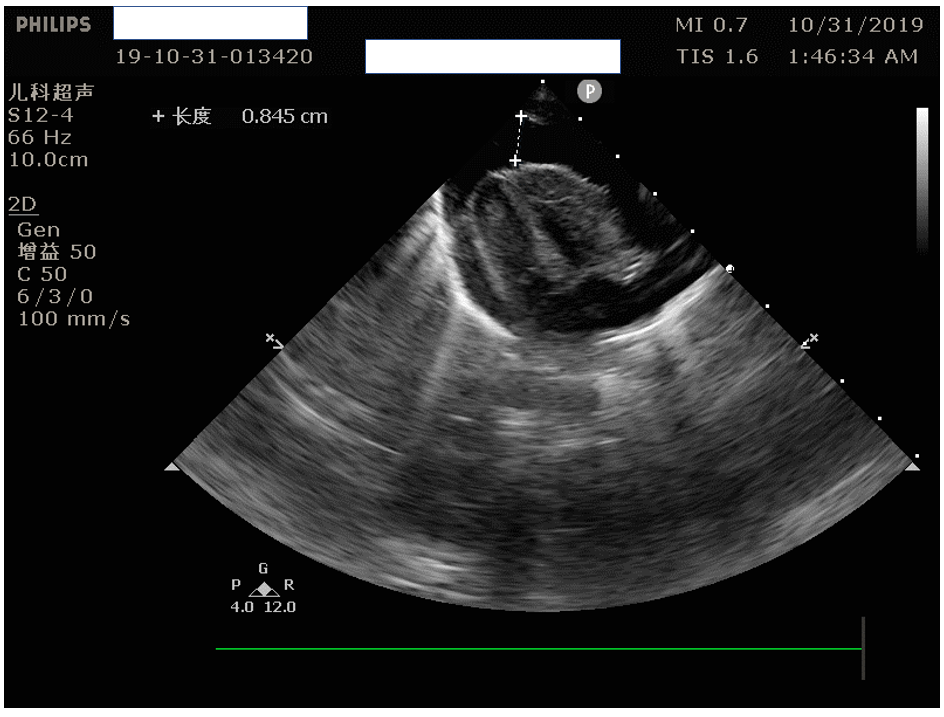 PHILIPS
MI 0.7
10/31/2019
19-10-31-013420
TIS 1.6
1:46:34 AM
儿科超声
S12-4
66 Hz
10.0cm
+ 长度 0.845 cm
P
2D
Gen
增益 50
C 50
6/3/0
100 mm/s
x
x
G
P R
4.0 12.0